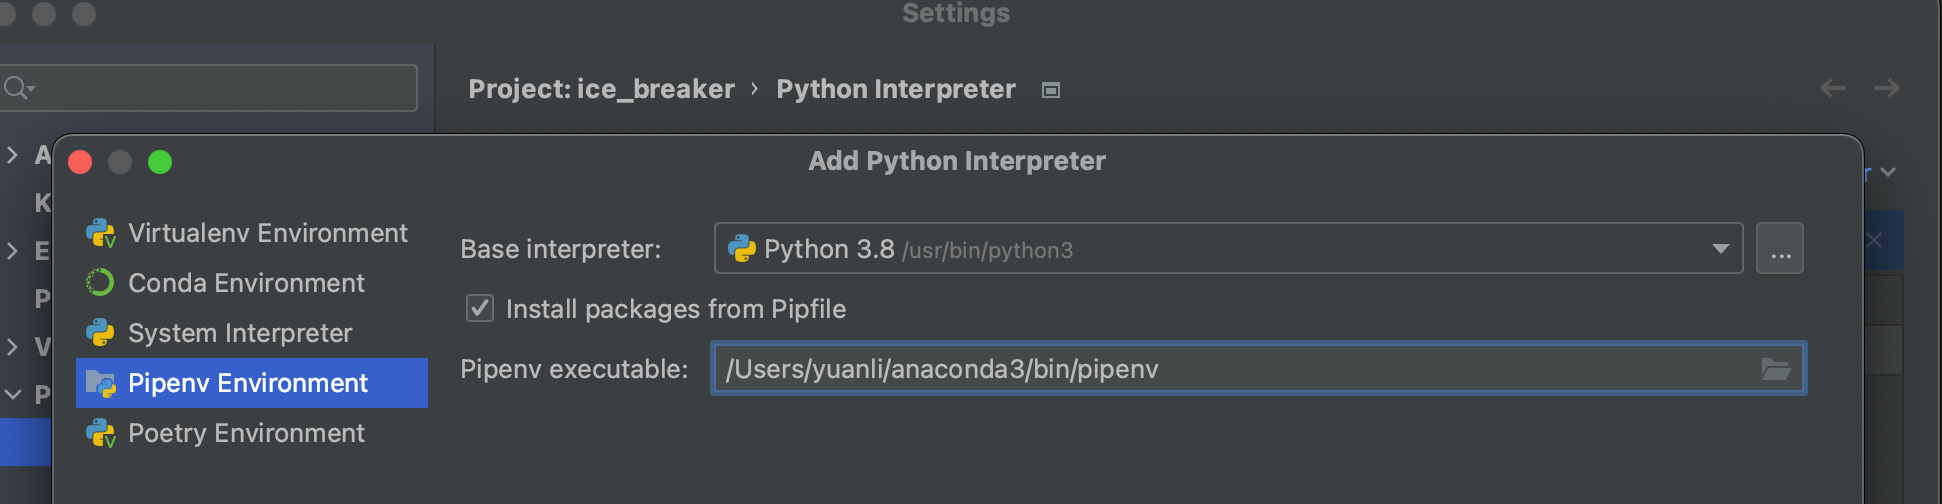 Settings
Project: ice_breaker › Python Interpreter
A
K
E
P
V
P
Add Python Interpreter
Virtualenv Environment
Conda Environment
System Interpreter
Pipenv Environment
Poetry Environment
Base interpreter: Python 3.8 /usr/bin/python3 ...
Install packages from Pipfile
Pipenv executable: /Users/yuanli/anaconda3/bin/pipenv
r